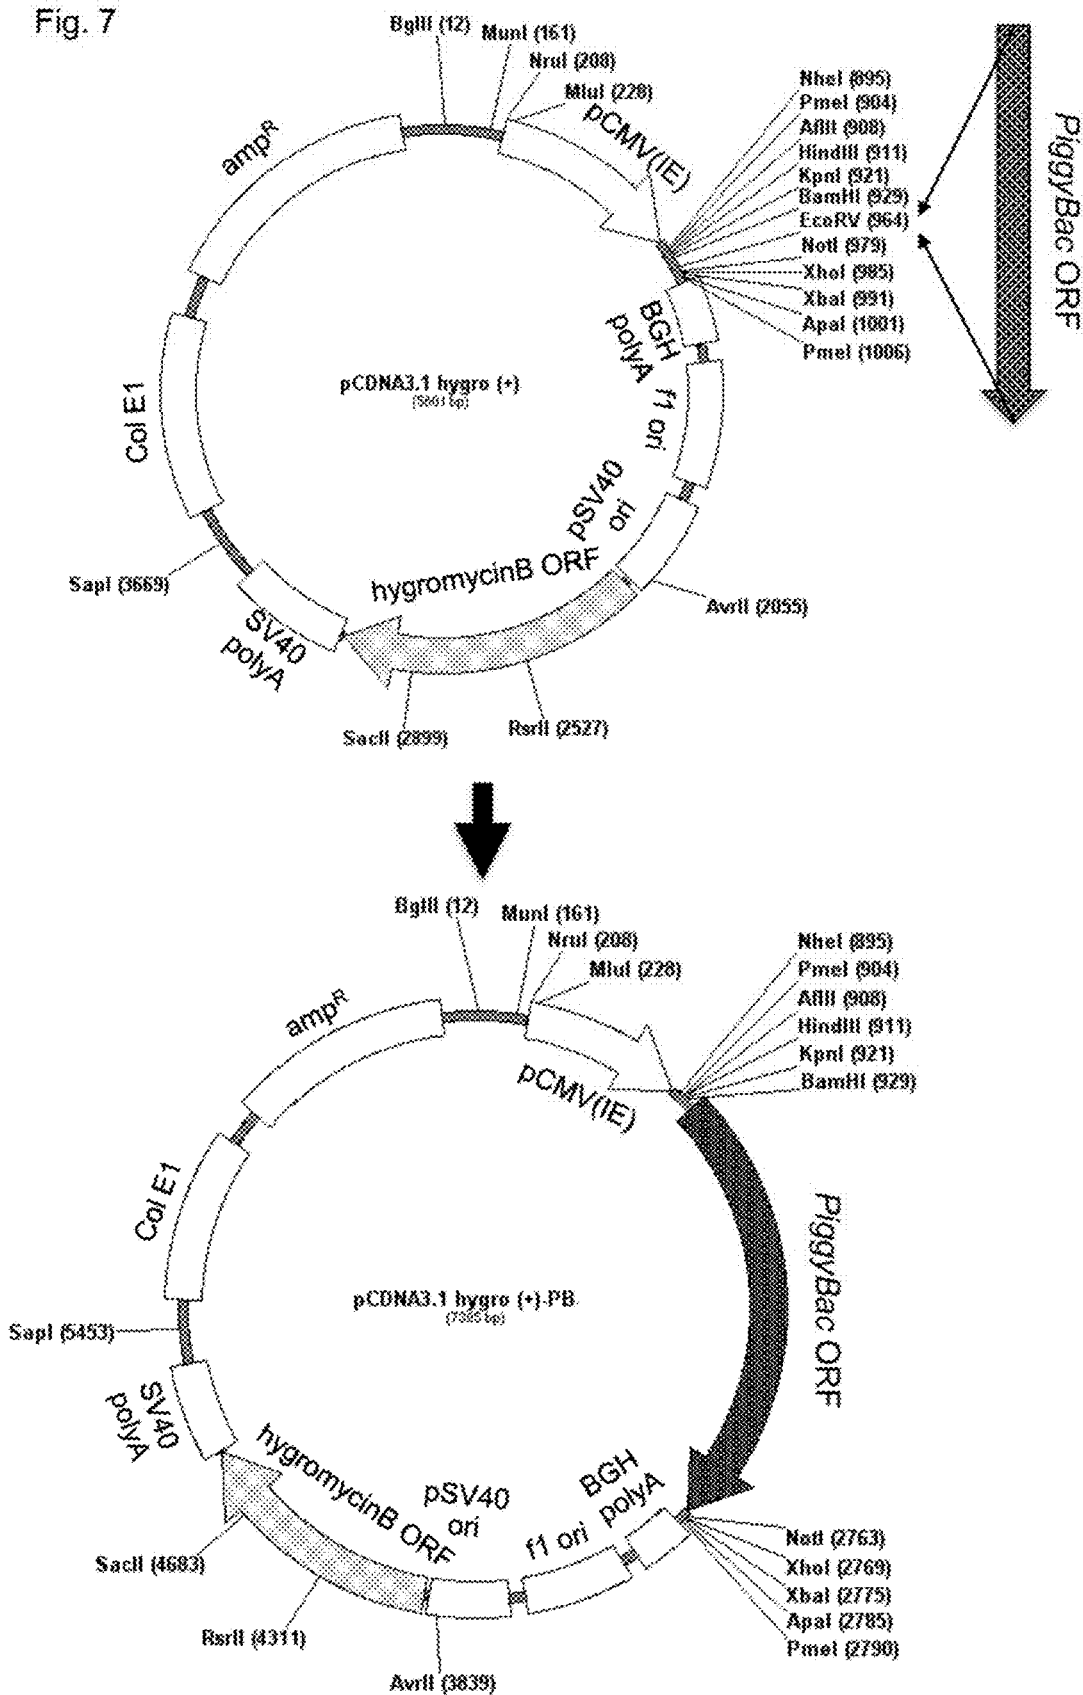 Fig. 7
BglII (12)
MunI (161)
NruI (208)
MluI (228)
pCMV(IE)
NheI (895)
PmeI (904)
AflII (908)
HindIII (911)
KpnI (921)
BamHI (929)
EcoRV (964)
NotI (979)
XhoI (985)
XbaI (991)
ApaI (1001)
PmeI (1006)
PiggyBac ORF
ampR
BGH
polyA
pCDNA3.1 hygro (+)
f1 ori
Col E1
pSV40
ori
hygromycinB ORF
SapI (3669)
AvrII (2055)
SV40
polyA
SacII (2899)
RsrII (2527)
BglII (12)
MunI (161)
NruI (208)
MluI (228)
NheI (895)
PmeI (904)
AflII (908)
HindIII (911)
KpnI (921)
BamHI (929)
ampR
pCMV(IE)
Col E1
PiggyBac ORF
pCDNA3.1 hygro (+)-PB
SapI (5453)
SV40
polyA
hygromycinB ORF
pSV40
ori
f1 ori
BGH
polyA
SacII (4683)
RsrII (4311)
AvrII (3839)
NotI (2763)
XhoI (2769)
XbaI (2775)
ApaI (2785)
PmeI (2790)